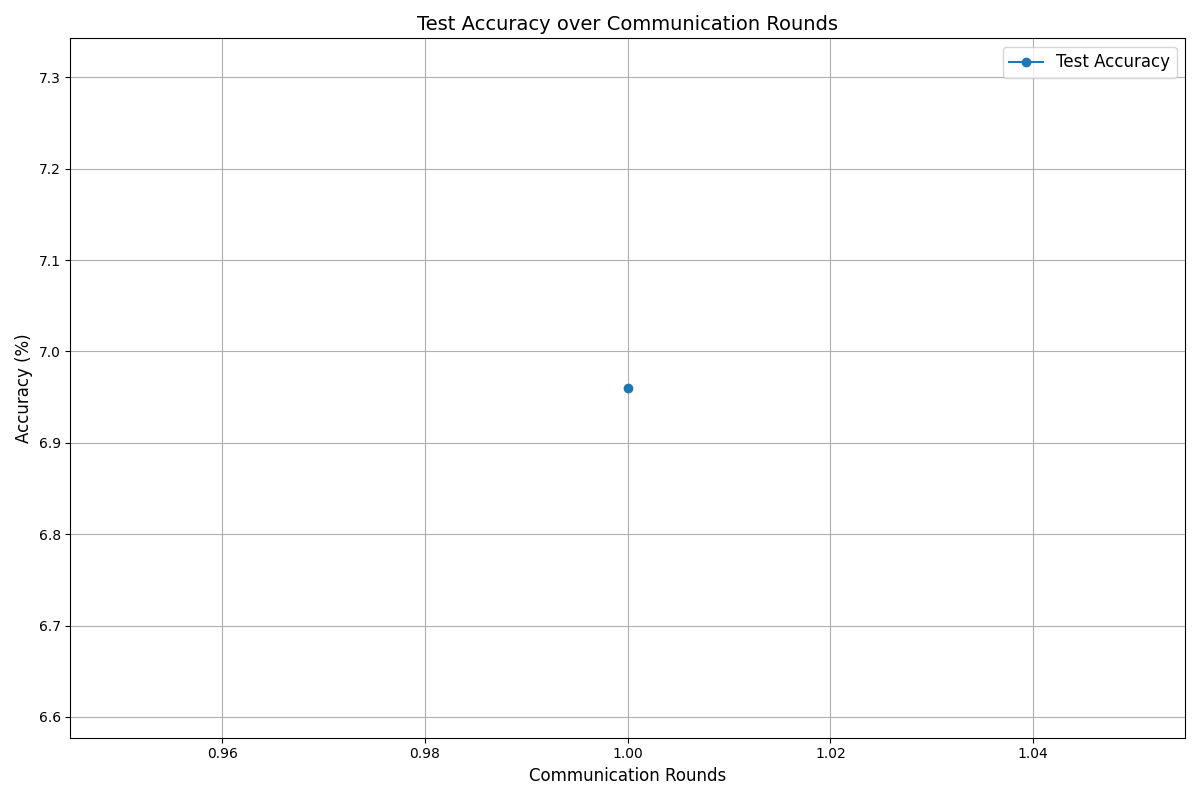 Test Accuracy over Communication Rounds
Test Accuracy
7.3
7.2
7.1
7.0
6.9
6.8
6.7
6.6
Accuracy (%)
0.96 0.98 1.00 1.02 1.04
Communication Rounds